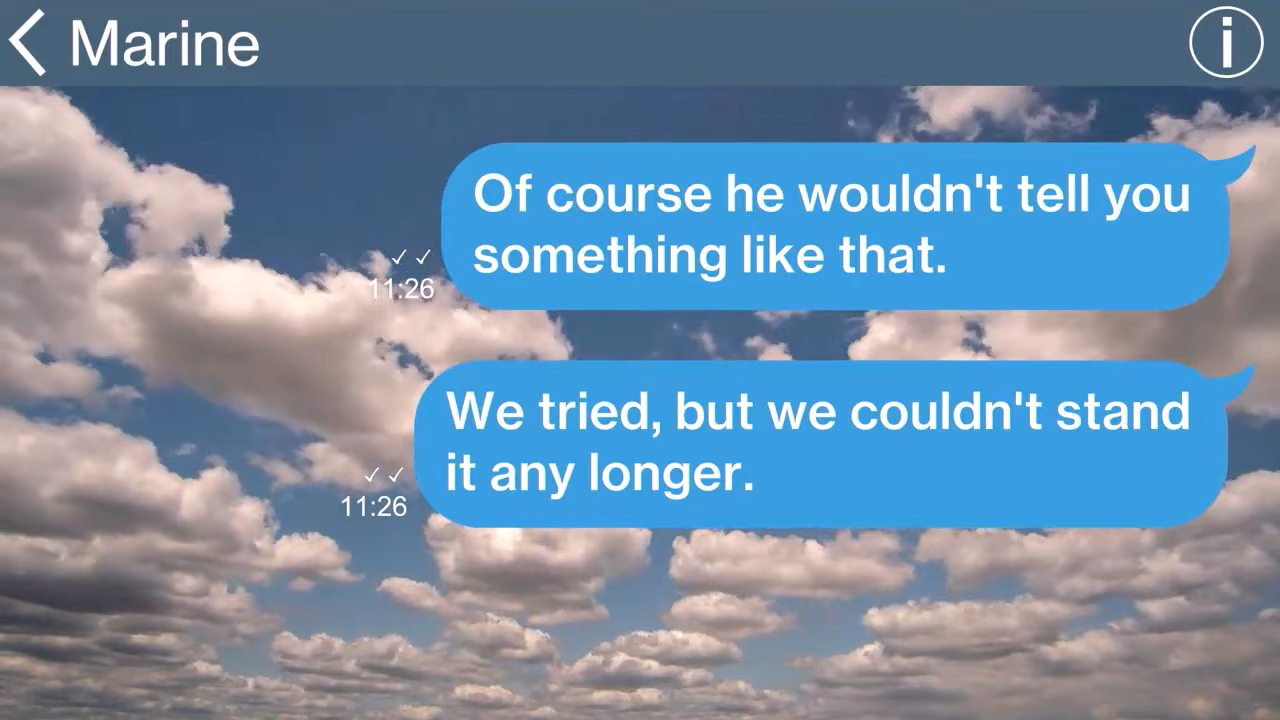 Marine
Of course he wouldn't tell you
something like that.
✓✓
11:26
We tried, but we couldn't stand
it any longer.
✓✓
11:26